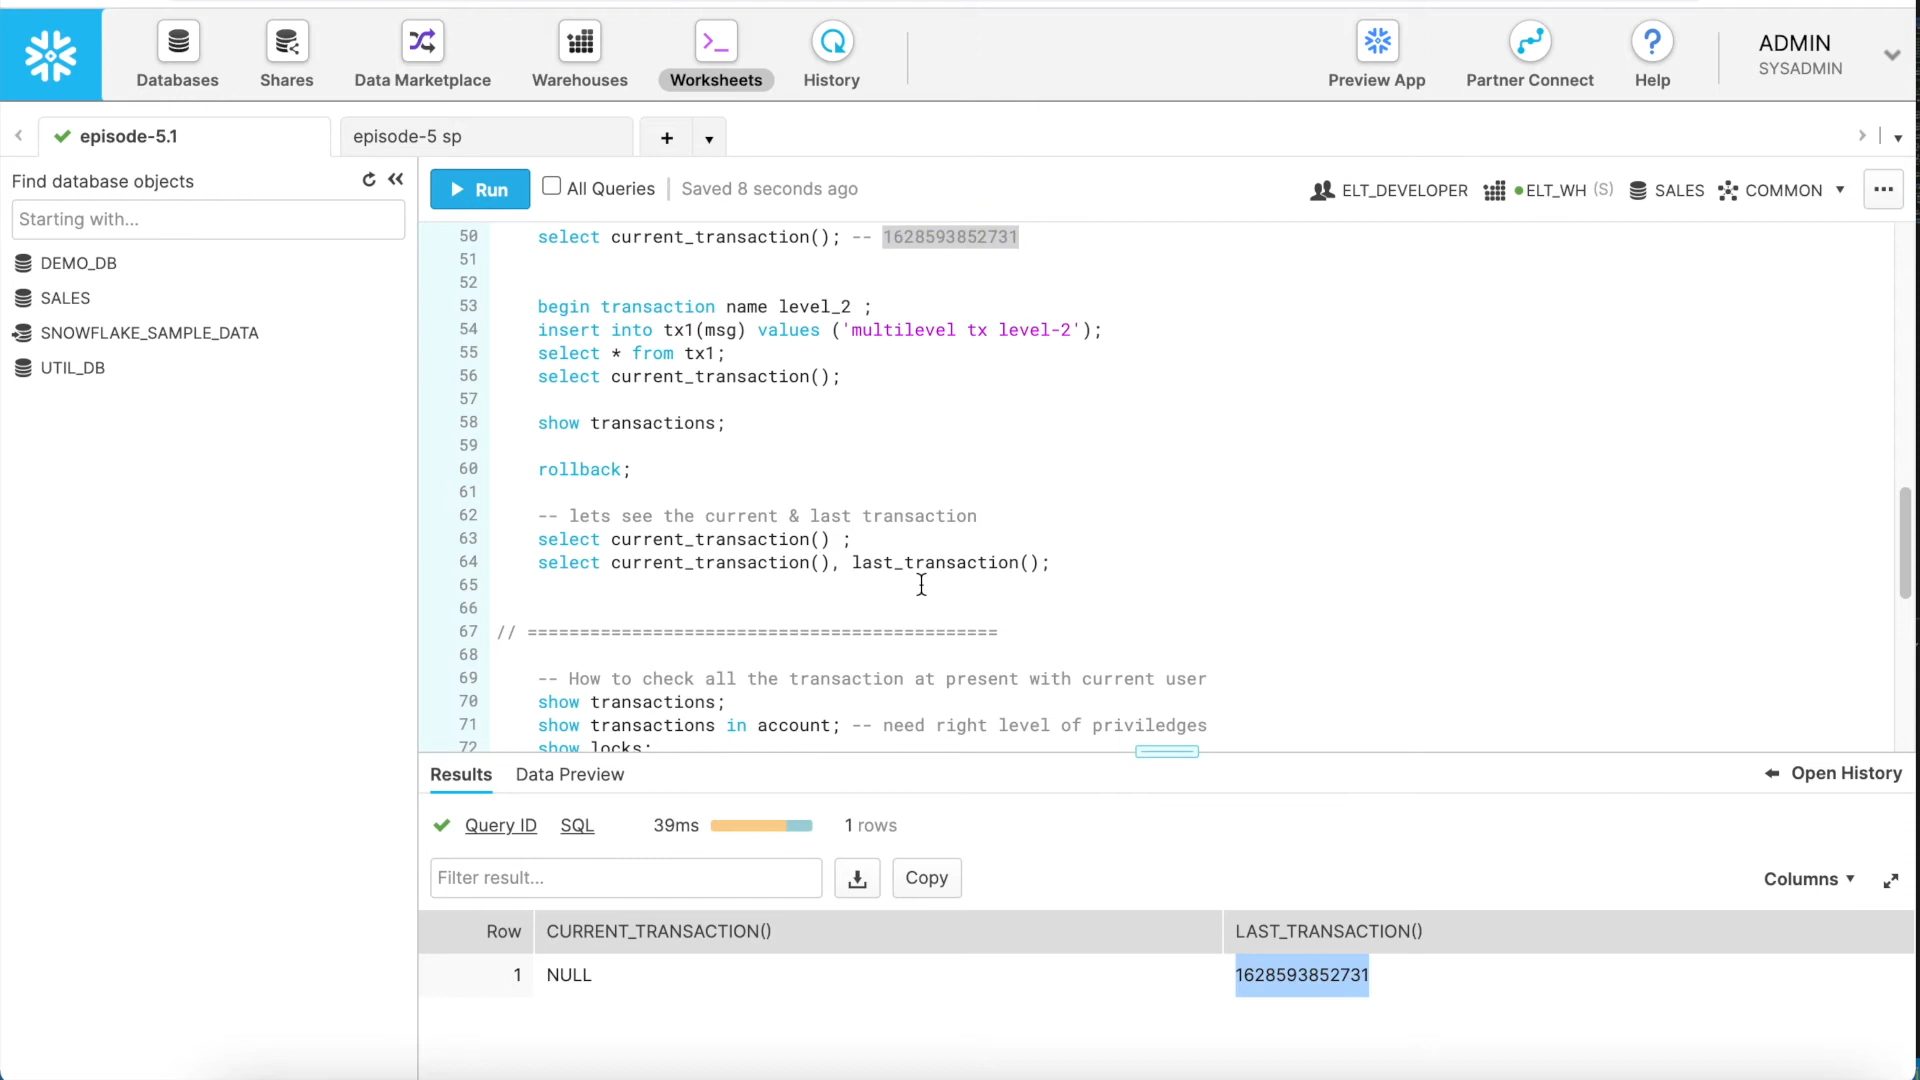 Databases
Shares
Data Marketplace
Warehouses
Worksheets
History
Preview App
Partner Connect
Help
ADMIN
SYSADMIN
episode-5.1
episode-5 sp
+
Find database objects
Starting with...
DEMO_DB
SALES
SNOWFLAKE_SAMPLE_DATA
UTIL_DB
Run
All Queries
Saved 8 seconds ago
ELT_DEVELOPER
ELT_WH (S)
SALES
COMMON
50 select current_transaction(); -- 1628593852731
51
52
53 begin transaction name level_2 ;
54 insert into tx1(msg) values ('multilevel tx level-2');
55 select * from tx1;
56 select current_transaction();
57
58 show transactions;
59
60 rollback;
61
62 -- lets see the current & last transaction
63 select current_transaction() ;
64 select current_transaction(), last_transaction();
65
66
67 // =============================================
68
69 -- How to check all the transaction at present with current user
70 show transactions;
71 show transactions in account; -- need right level of priviledges
72 show locks;
Results
Data Preview
Open History
Query ID
SQL
39ms
1 rows
Filter result...
Copy
Columns
Row CURRENT_TRANSACTION() LAST_TRANSACTION()
1 NULL 1628593852731